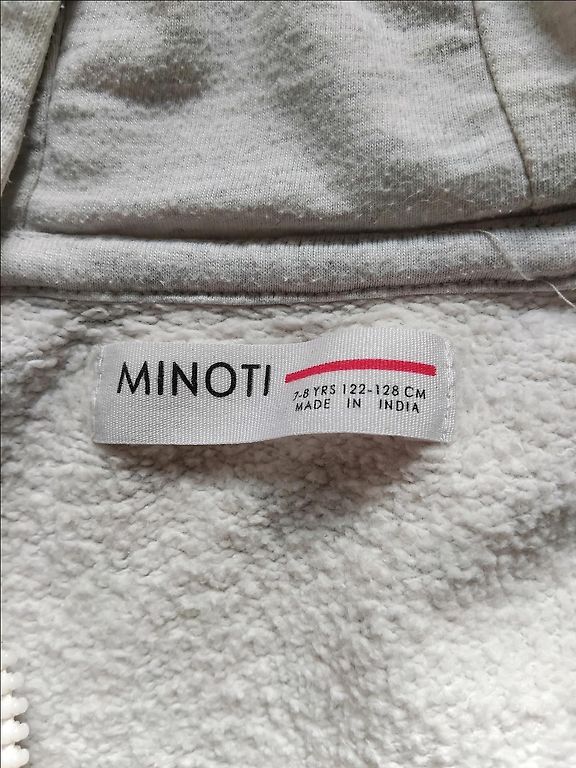 MINOTI
7-8 YRS 122-128 CM
MADE IN INDIA